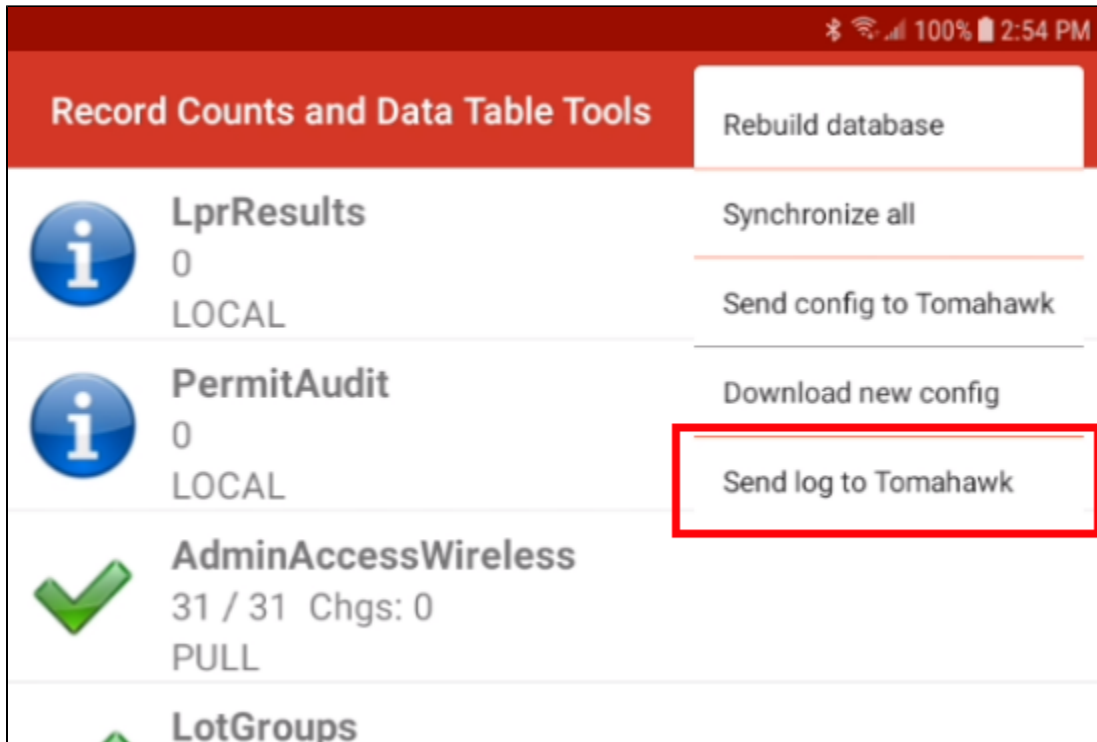 100% 2:54 PM
Record Counts and Data Table Tools
Rebuild database
Synchronize all
Send config to Tomahawk
Download new config
Send log to Tomahawk
LprResults
0
LOCAL
PermitAudit
0
LOCAL
AdminAccessWireless
31 / 31 Chgs: 0
PULL
LotGroups